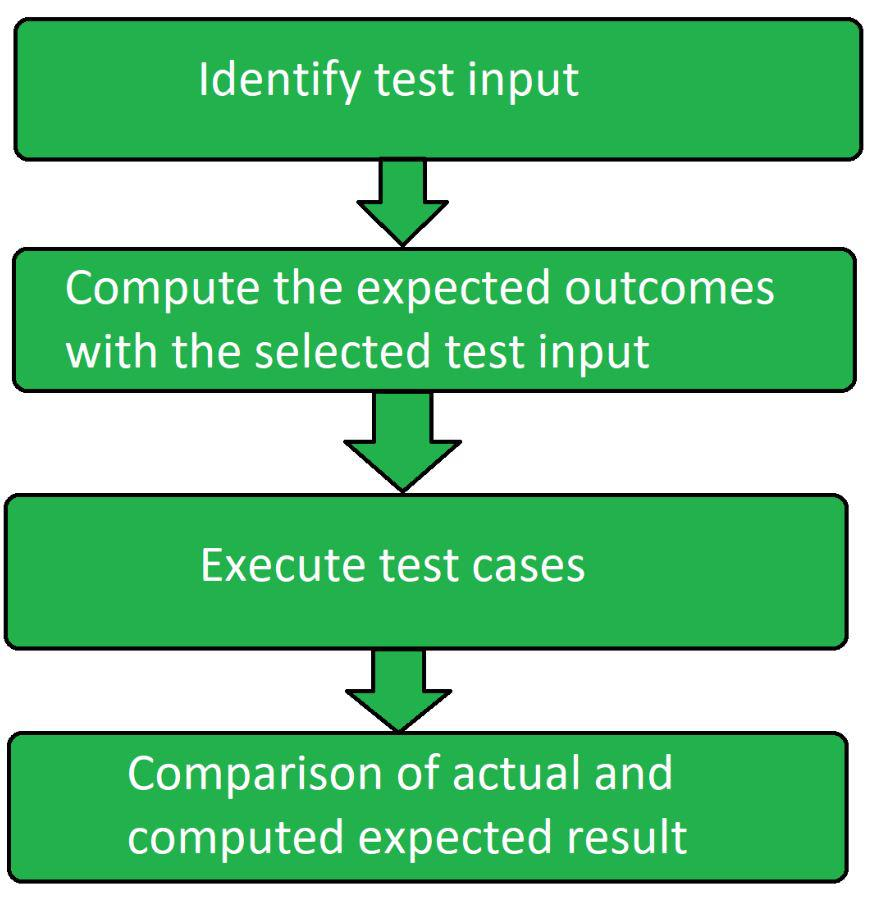 Identify test input
Compute the expected outcomes
with the selected test input
Execute test cases
Comparison of actual and
computed expected result